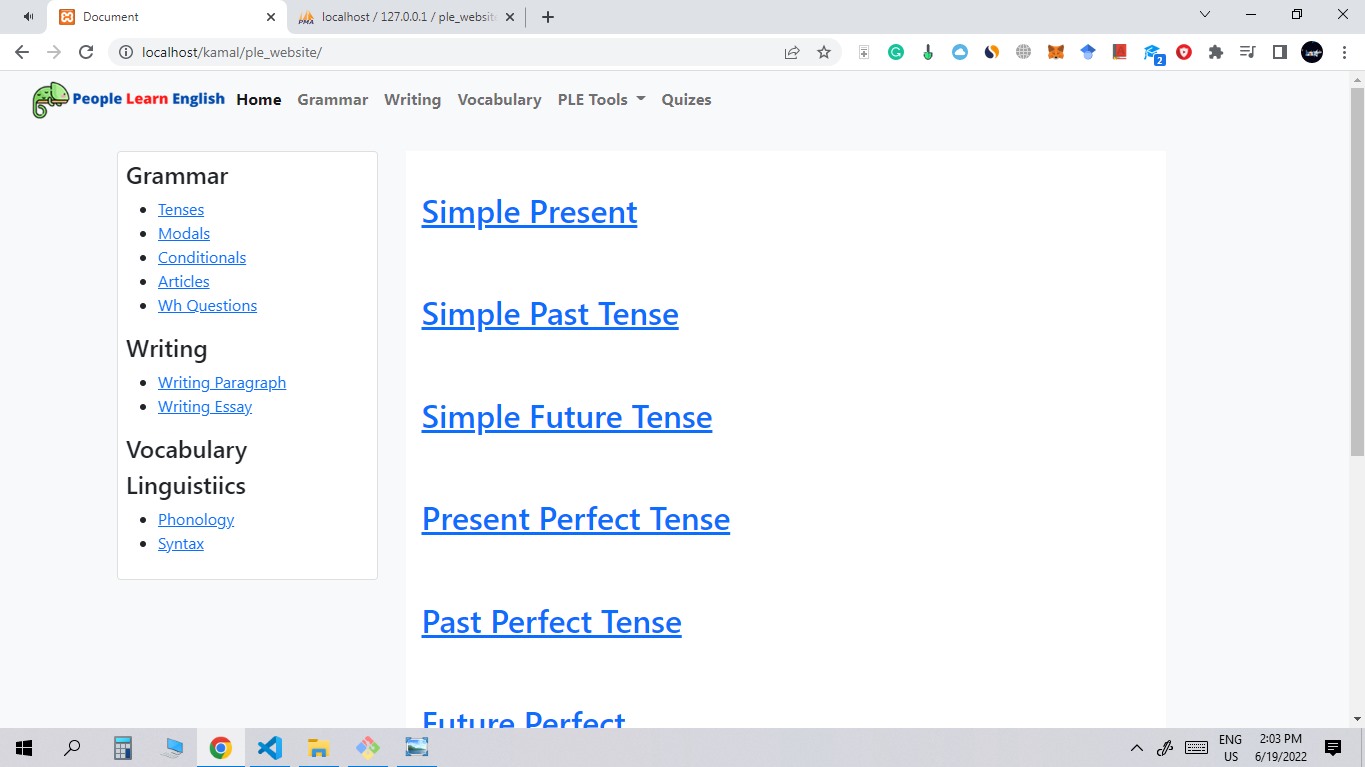 Document
localhost / 127.0.0.1 / ple_website
localhost/kamal/ple_website/
2
People Learn English Home Grammar Writing Vocabulary PLE Tools Quizes
Grammar
Tenses
Modals
Conditionals
Articles
Wh Questions
Writing
Writing Paragraph
Writing Essay
Vocabulary
Linguistiics
Phonology
Syntax
Simple Present
Simple Past Tense
Simple Future Tense
Present Perfect Tense
Past Perfect Tense
Future Perfect
ENG
US
2:03 PM
6/19/2022